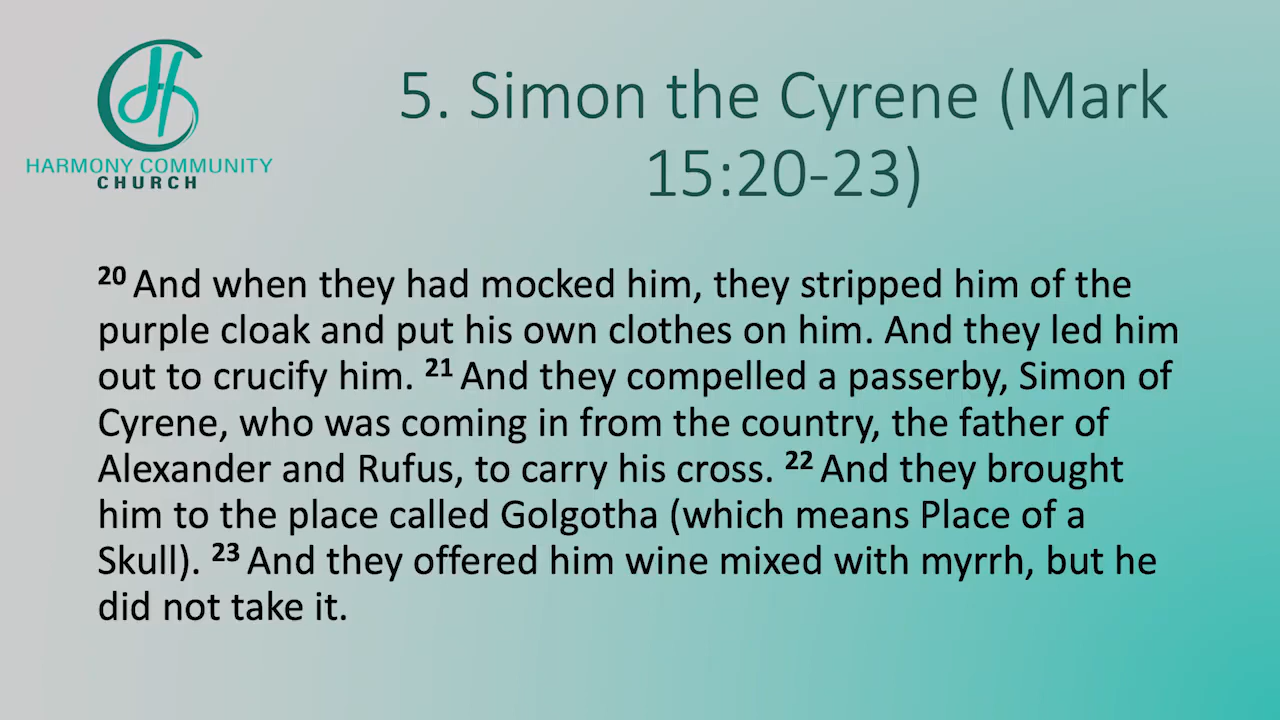 HARMONY COMMUNITY
CHURCH
5. Simon the Cyrene (Mark
15:20-23)
20 And when they had mocked him, they stripped him of the
purple cloak and put his own clothes on him. And they led him
out to crucify him. 21 And they compelled a passerby, Simon of
Cyrene, who was coming in from the country, the father of
Alexander and Rufus, to carry his cross. 22 And they brought
him to the place called Golgotha (which means Place of a
Skull). 23 And they offered him wine mixed with myrrh, but he
did not take it.